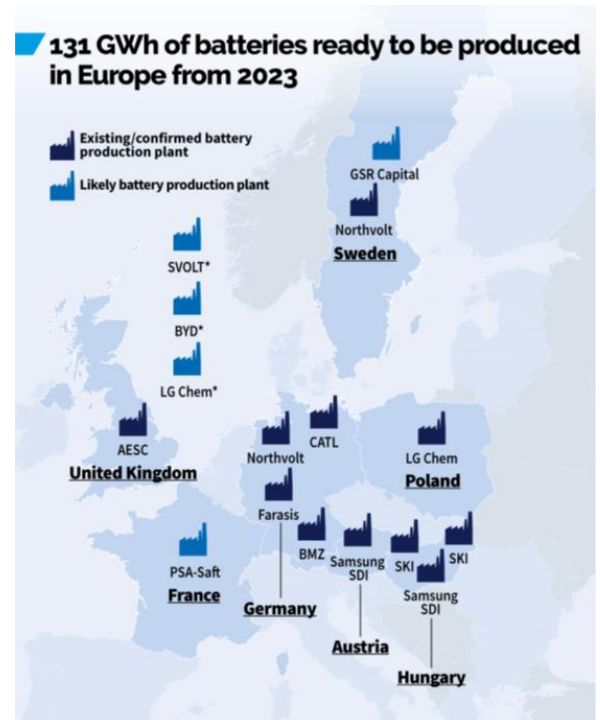 131 GWh of batteries ready to be produced
in Europe from 2023
Existing/confirmed battery
production plant
Likely battery production plant
GSR Capital
Northvolt
Sweden
SVOLT*
BYD*
LG Chem*
AESC
United Kingdom
Northvolt
CATL
LG Chem
Poland
Farasis
BMZ
Samsung
SDI
SKI
SKI
Samsung
SDI
PSA-Saft
France
Germany
Austria
Hungary